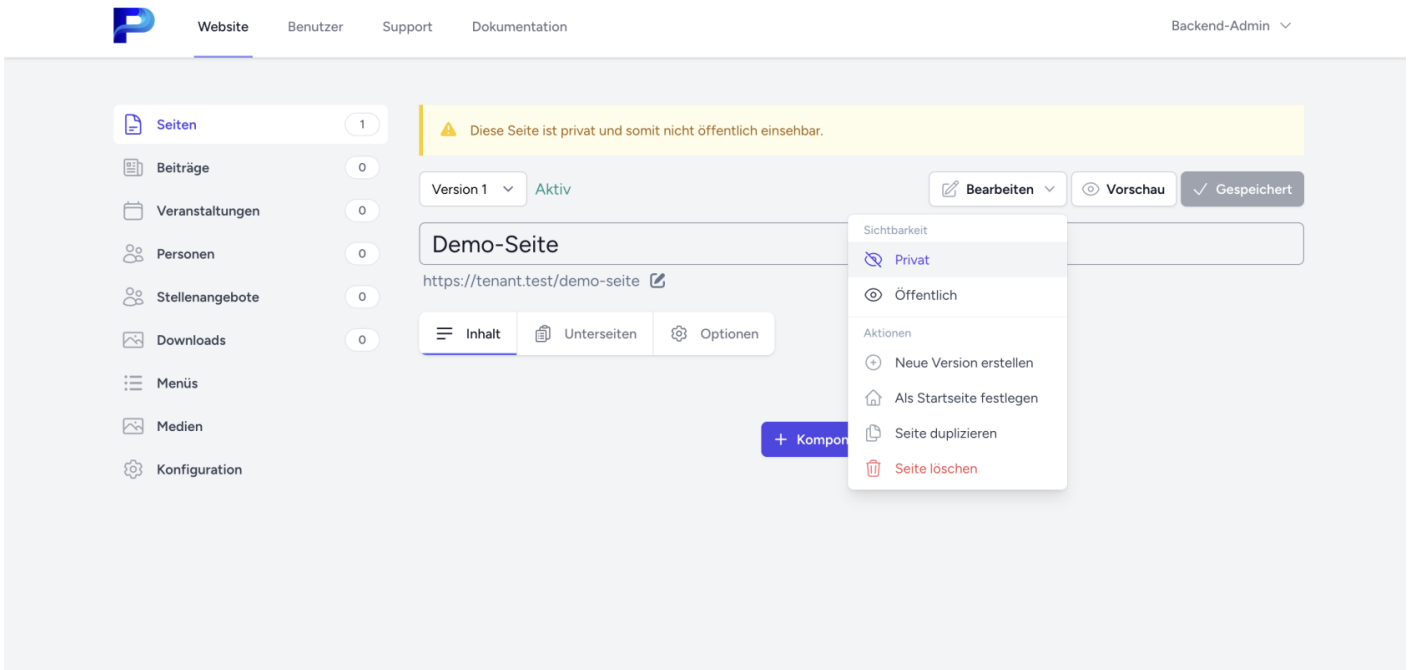 Website Benutzer Support Dokumentation Backend-Admin
Seiten 1
Beiträge 0
Veranstaltungen 0
Personen 0
Stellenangebote 0
Downloads 0
Menüs
Medien
Konfiguration
Diese Seite ist privat und somit nicht öffentlich einsehbar.
Version 1 Aktiv Bearbeiten Vorschau Gespeichert
Demo-Seite
https://tenant.test/demo-seite
Inhalt Unterseiten Optionen
Kompon
Sichtbarkeit
Privat
Öffentlich
Aktionen
Neue Version erstellen
Als Startseite festlegen
Seite duplizieren
Seite löschen